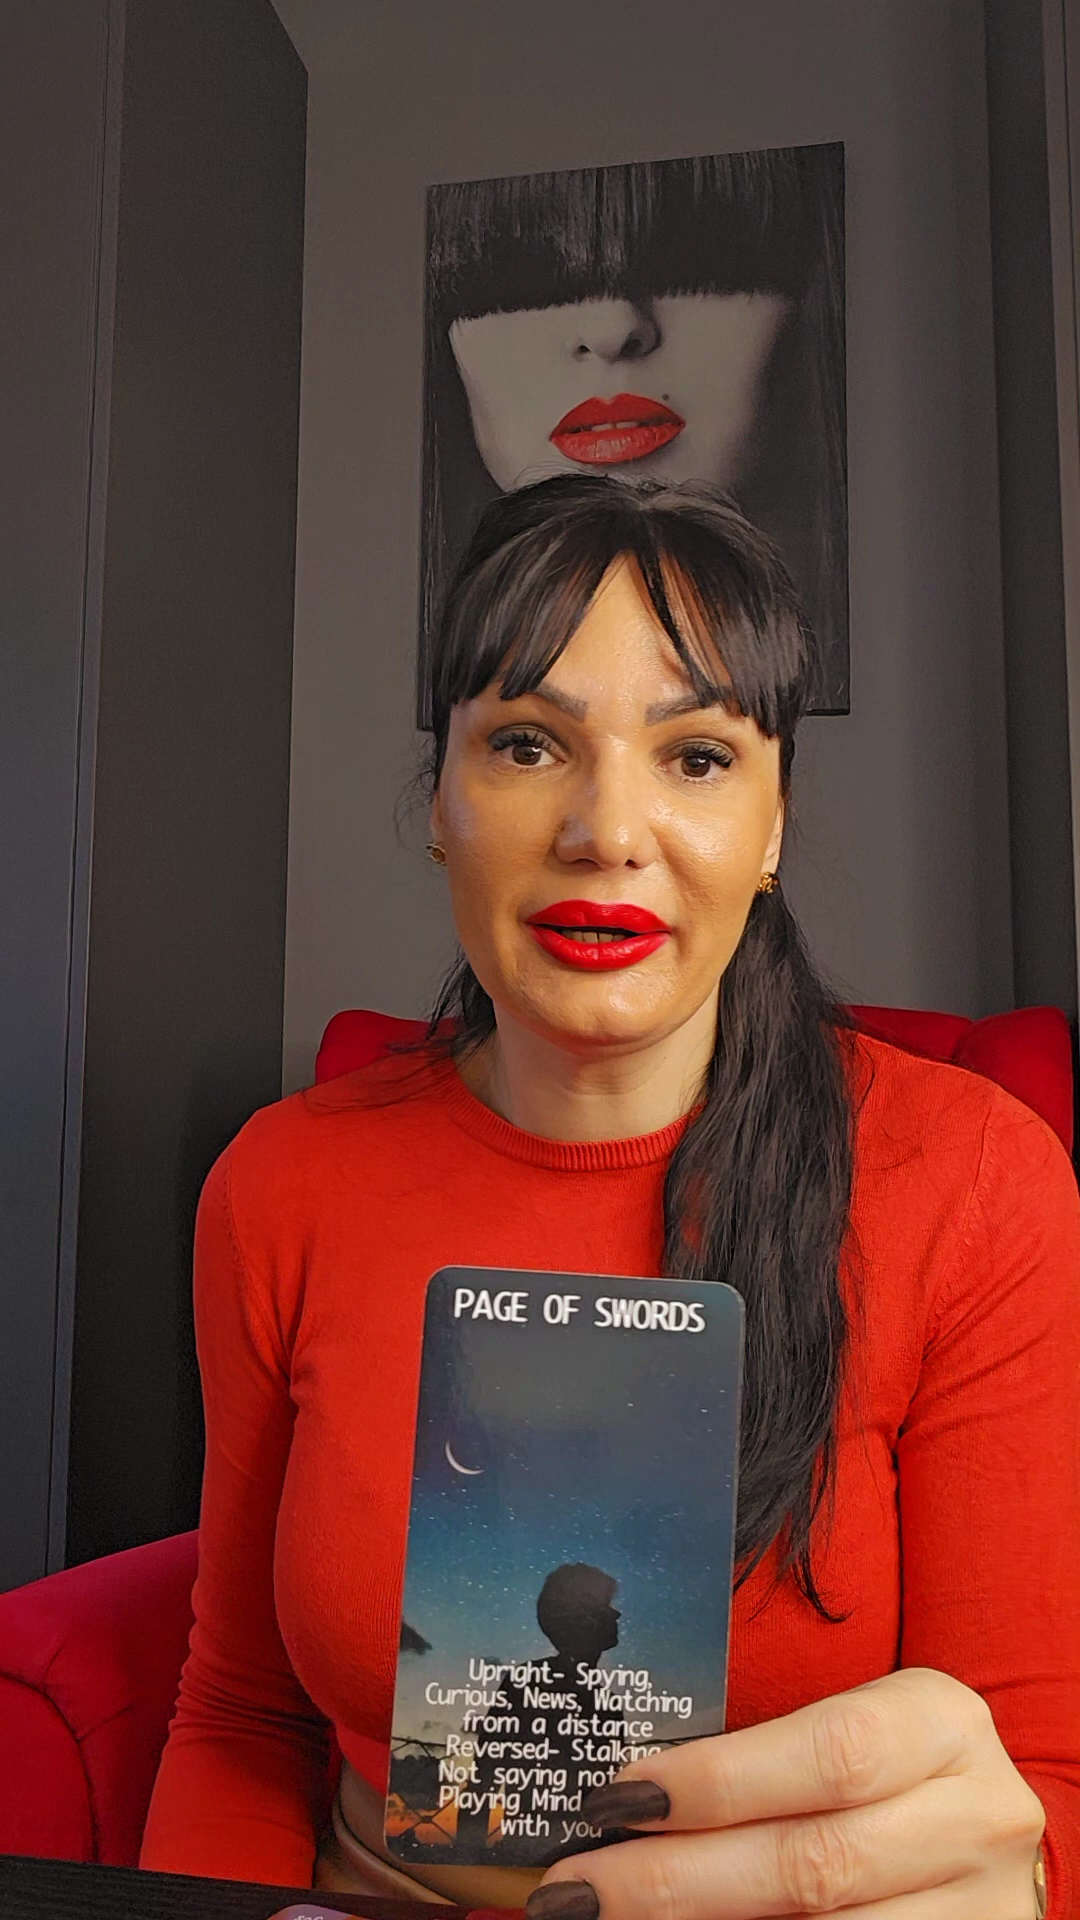 PAGE OF SWORDS
Upright- Spying,
Curious, News, Watching
from a distance
Reversed- Stalking
Not saying
Playing Mind
with you